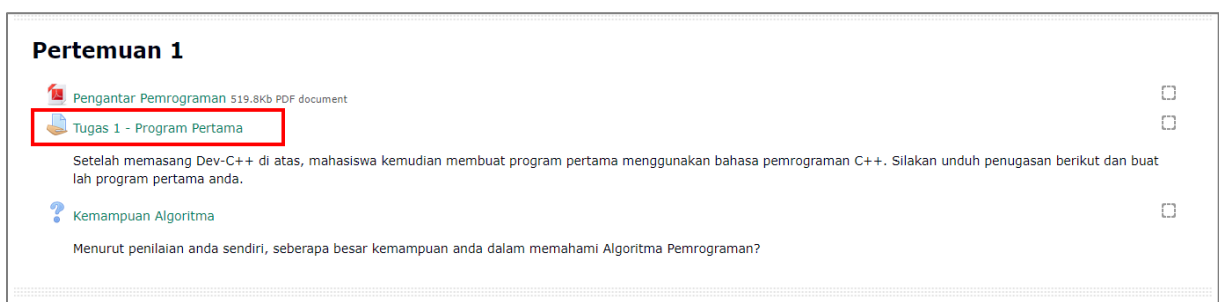 Pertemuan 1
Pengantar Pemrograman 519.8Kb PDF document
Tugas 1 - Program Pertama
Setelah memasang Dev-C++ di atas, mahasiswa kemudian membuat program pertama menggunakan bahasa pemrograman C++. Silakan unduh penugasan berikut dan buat
lah program pertama anda.
Kemampuan Algoritma
Menurut penilaian anda sendiri, seberapa besar kemampuan anda dalam memahami Algoritma Pemrograman?